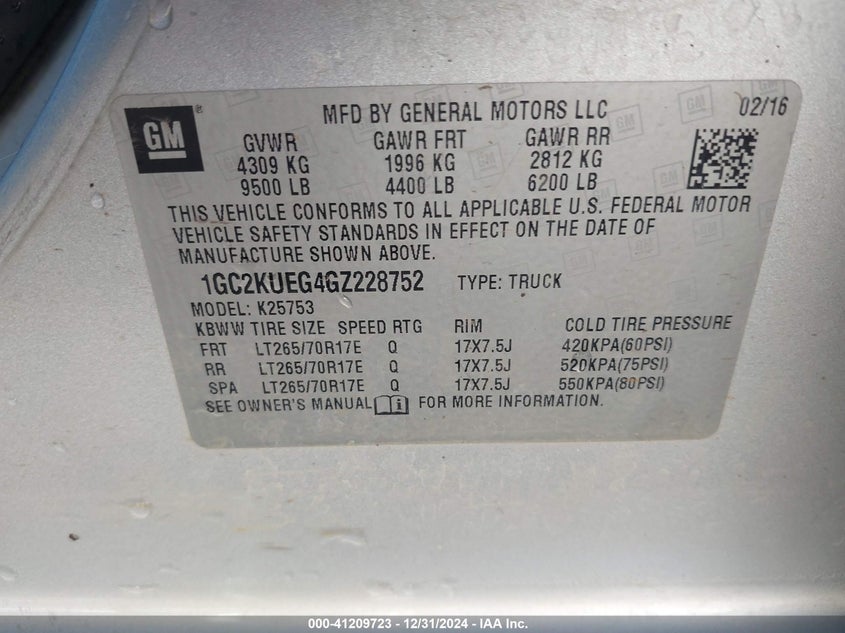 GM®
MFD BY GENERAL MOTORS LLC 02/16
GVWR GAWR FRT GAWR RR
4309 KG 1996 KG 2812 KG
9500 LB 4400 LB 6200 LB
THIS VEHICLE CONFORMS TO ALL APPLICABLE U.S. FEDERAL MOTOR
VEHICLE SAFETY STANDARDS IN EFFECT ON THE DATE OF
MANUFACTURE SHOWN ABOVE.
1GC2KUEG4GZ228752 TYPE: TRUCK
MODEL: K25753
KBWW TIRE SIZE SPEED RTG RIM COLD TIRE PRESSURE
FRT LT265/70R17E Q 17X7.5J 420KPA(60PSI)
RR LT265/70R17E Q 17X7.5J 520KPA(75PSI)
SPA LT265/70R17E Q 17X7.5J 550KPA(80PSI)
SEE OWNER'S MANUAL FOR MORE INFORMATION.
000-41209723 - 12/31/2024 - IAA Inc.